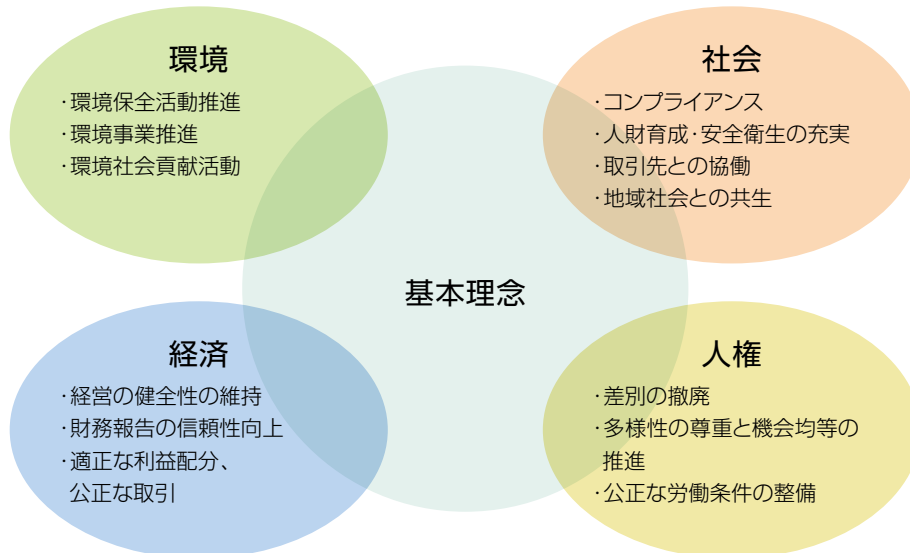 環境
・環境保全活動推進
・環境事業推進
・環境社会貢献活動
社会
・コンプライアンス
・人財育成・安全衛生の充実
・取引先との協働
・地域社会との共生
基本理念
経済
・経営の健全性の維持
・財務報告の信頼性向上
・適正な利益配分、
公正な取引
人権
・差別の撤廃
・多様性の尊重と機会均等の
推進
・公正な労働条件の整備